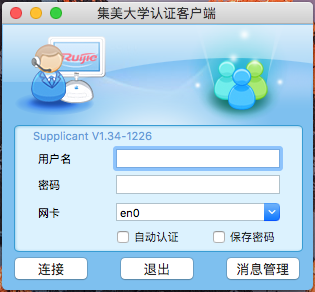 集美大学认证客户端
Ruijie
Supplicant V1.34-1226
用户名
密码
网卡
en0
自动认证
保存密码
连接
退出
消息管理